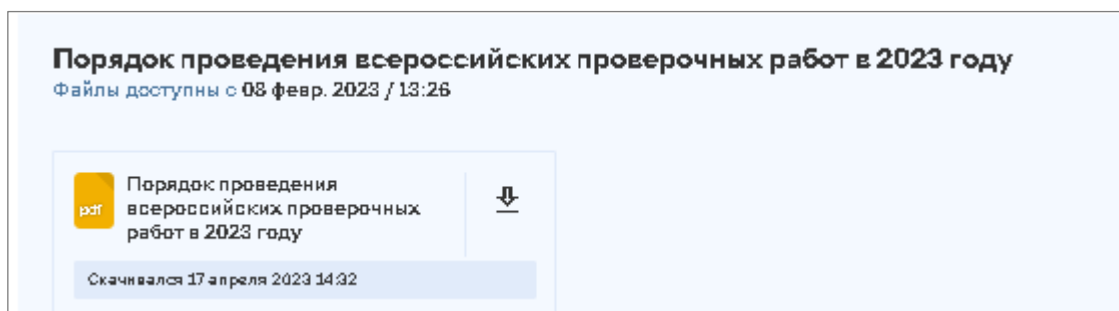 Порядок проведения всероссийских проверочных работ в 2023 году
Файлы доступны с 08 февр. 2023 / 13:26
Порядок проведения
всероссийских проверочных
работ в 2023 году
pdf
Скачивался 17 апреля 2023 14:32